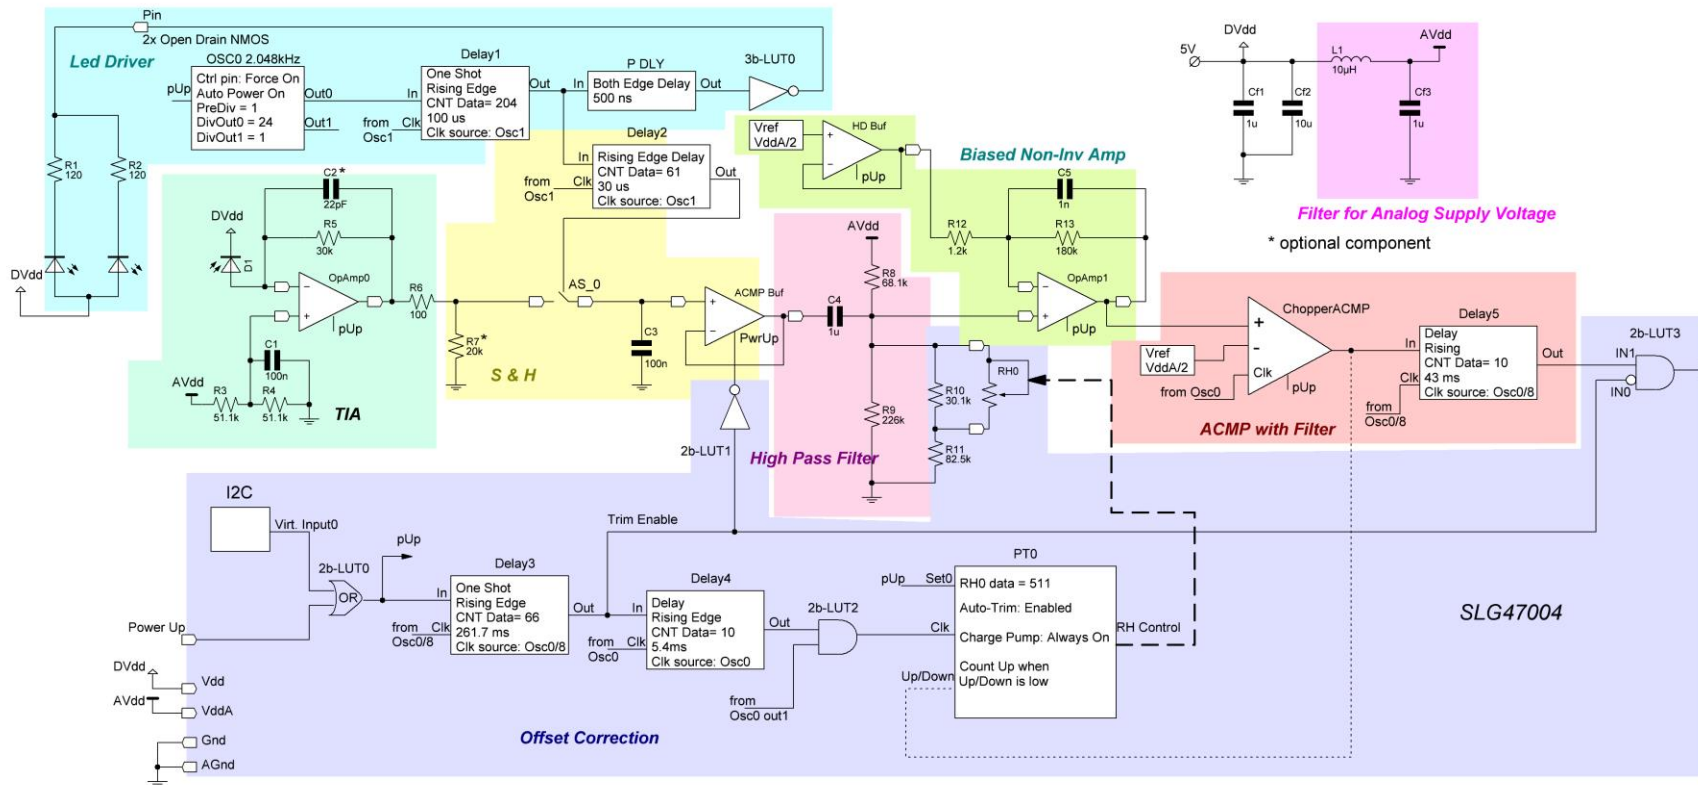 Pin
2x Open Drain NMOS
Led Driver
OSC0 2.048kHz
Ctrl pin: Force On
Auto Power On
PreDiv = 1
DivOut0 = 24
DivOut1 = 1
pUp
Out0
Out1
Delay1
One Shot
Rising Edge
CNT Data= 204
100 us
Clk source: Osc1
In
Clk
from
Osc1
Out
P DLY
In
Both Edge Delay
500 ns
Out
3b-LUT0
R1
120
R2
120
DVdd
Delay2
In
Rising Edge Delay
CNT Data= 61
30 us
Clk source: Osc1
from
Clk
Osc1
Out
C2*
22pF
R5
30k
DVdd
D1
OpAmp0
pUp
C1
100n
AVdd
R3
51.1k
R4
51.1k
TIA
R6
100
R7*
20k
AS_0
C3
100n
ACMP Buf
PwrUp
S & H
Vref
VddA/2
HD Buf
pUp
Biased Non-Inv Amp
C5
1n
R12
1.2k
R13
180k
OpAmp1
pUp
AVdd
R8
68.1k
C4
1u
R9
226k
R10
30.1k
RH0
R11
82.5k
High Pass Filter
5V
DVdd
L1
10µH
AVdd
Cf1
1u
Cf2
10u
Cf3
1u
Filter for Analog Supply Voltage
* optional component
ChopperACMP
Vref
VddA/2
Clk
from Osc0
pUp
ACMP with Filter
Delay5
In
Delay
Rising
CNT Data= 10
43 ms
Clk source: Osc0/8
Clk
from
Osc0/8
Out
2b-LUT3
IN1
IN0
2b-LUT1
I2C
Virt. Input0
2b-LUT0
OR
pUp
Power Up
Delay3
In
One Shot
Rising Edge
CNT Data= 66
261.7 ms
Clk source: Osc0/8
from
Clk
Osc0/8
Out
Trim Enable
Delay4
In
Delay
Rising Edge
CNT Data= 10
5.4ms
Clk source: Osc0
from
Clk
Osc0
Out
2b-LUT2
from
Osc0 out1
PT0
pUp
Set0
RH0 data = 511
Auto-Trim: Enabled
Clk
Charge Pump: Always On
RH Control
Up/Down
Count Up when
Up/Down is low
SLG47004
DVdd
Vdd
AVdd
VddA
Gnd
AGnd
Offset Correction